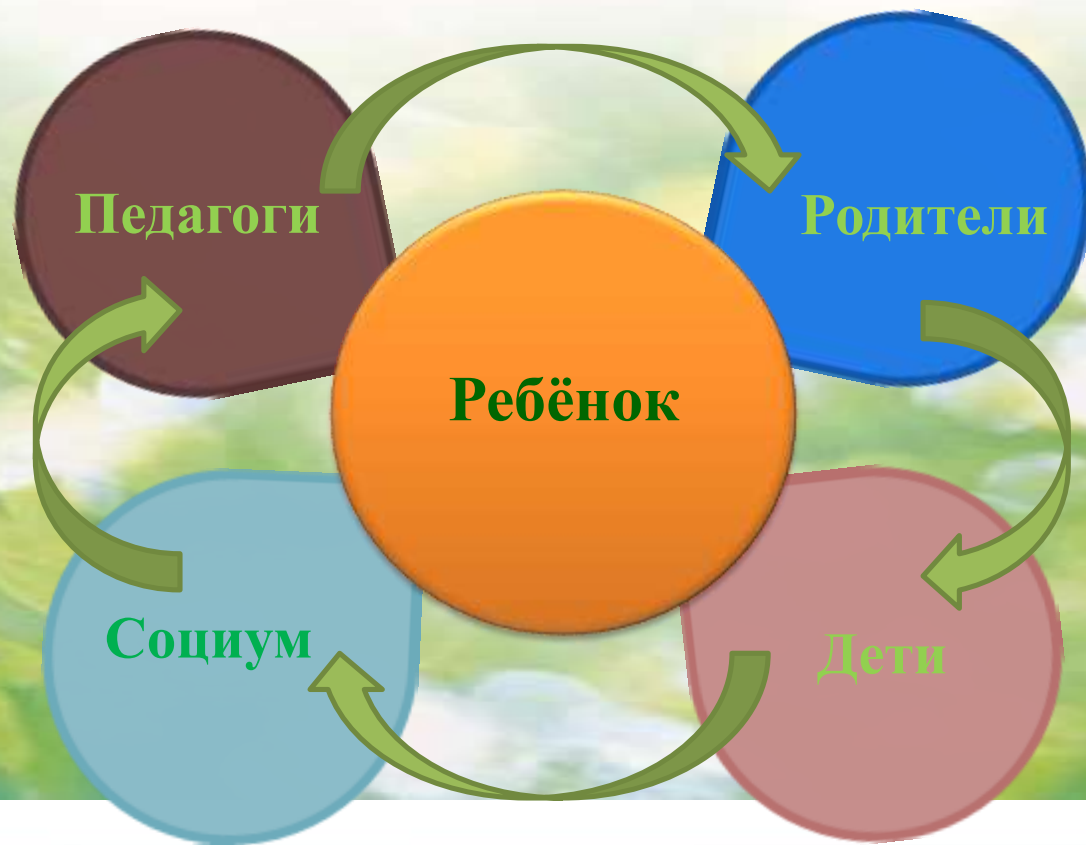 Педагоги
Родители
Ребёнок
Социум
Дети